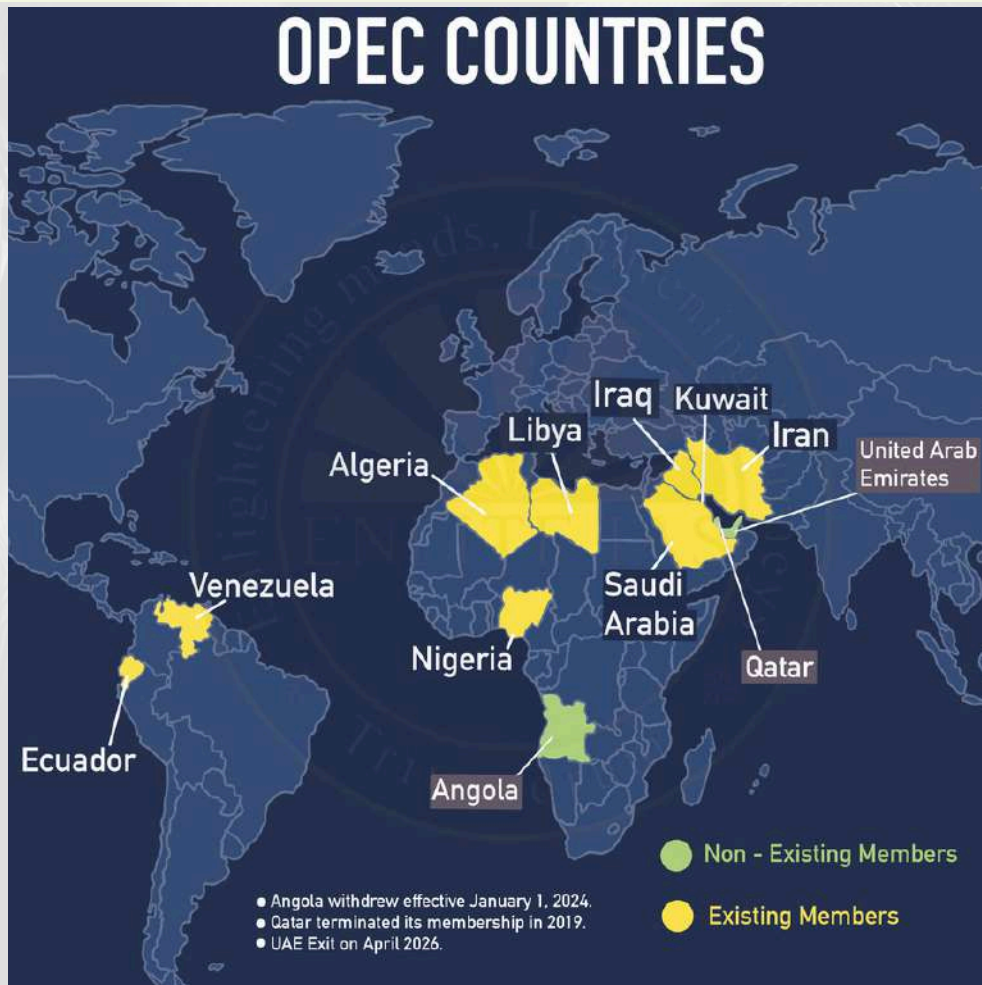 OPEC COUNTRIES
Iraq
Kuwait
Libya
Iran
Algeria
United Arab
Emirates
Venezuela
Saudi
Arabia
Nigeria
Qatar
Ecuador
Angola
Non - Existing Members
Existing Members
• Angola withdrew effective January 1, 2024.
• Qatar terminated its membership in 2019.
• UAE Exit on April 2026.